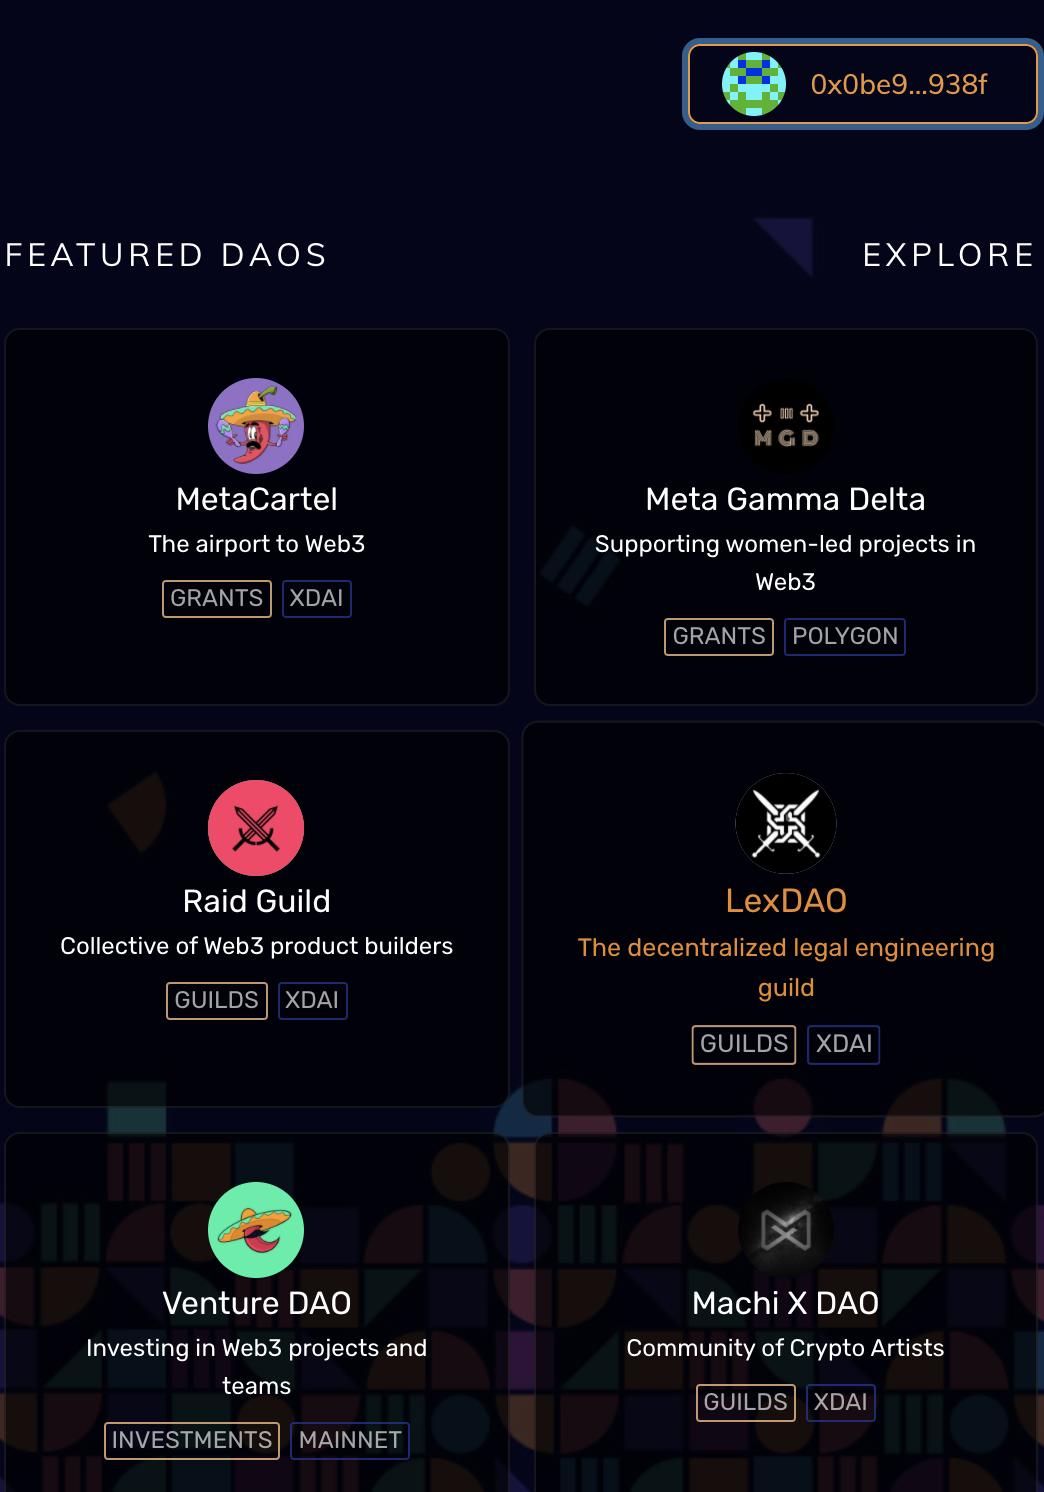 0x0be9...938f
FEATURED DAOS
EXPLORE
MetaCartel
The airport to Web3
GRANTS XDAI
MGD
Meta Gamma Delta
Supporting women-led projects in
Web3
GRANTS POLYGON
Raid Guild
Collective of Web3 product builders
GUILDS XDAI
LexDAO
The decentralized legal engineering
guild
GUILDS XDAI
Venture DAO
Investing in Web3 projects and
teams
INVESTMENTS MAINNET
Machi X DAO
Community of Crypto Artists
GUILDS XDAI